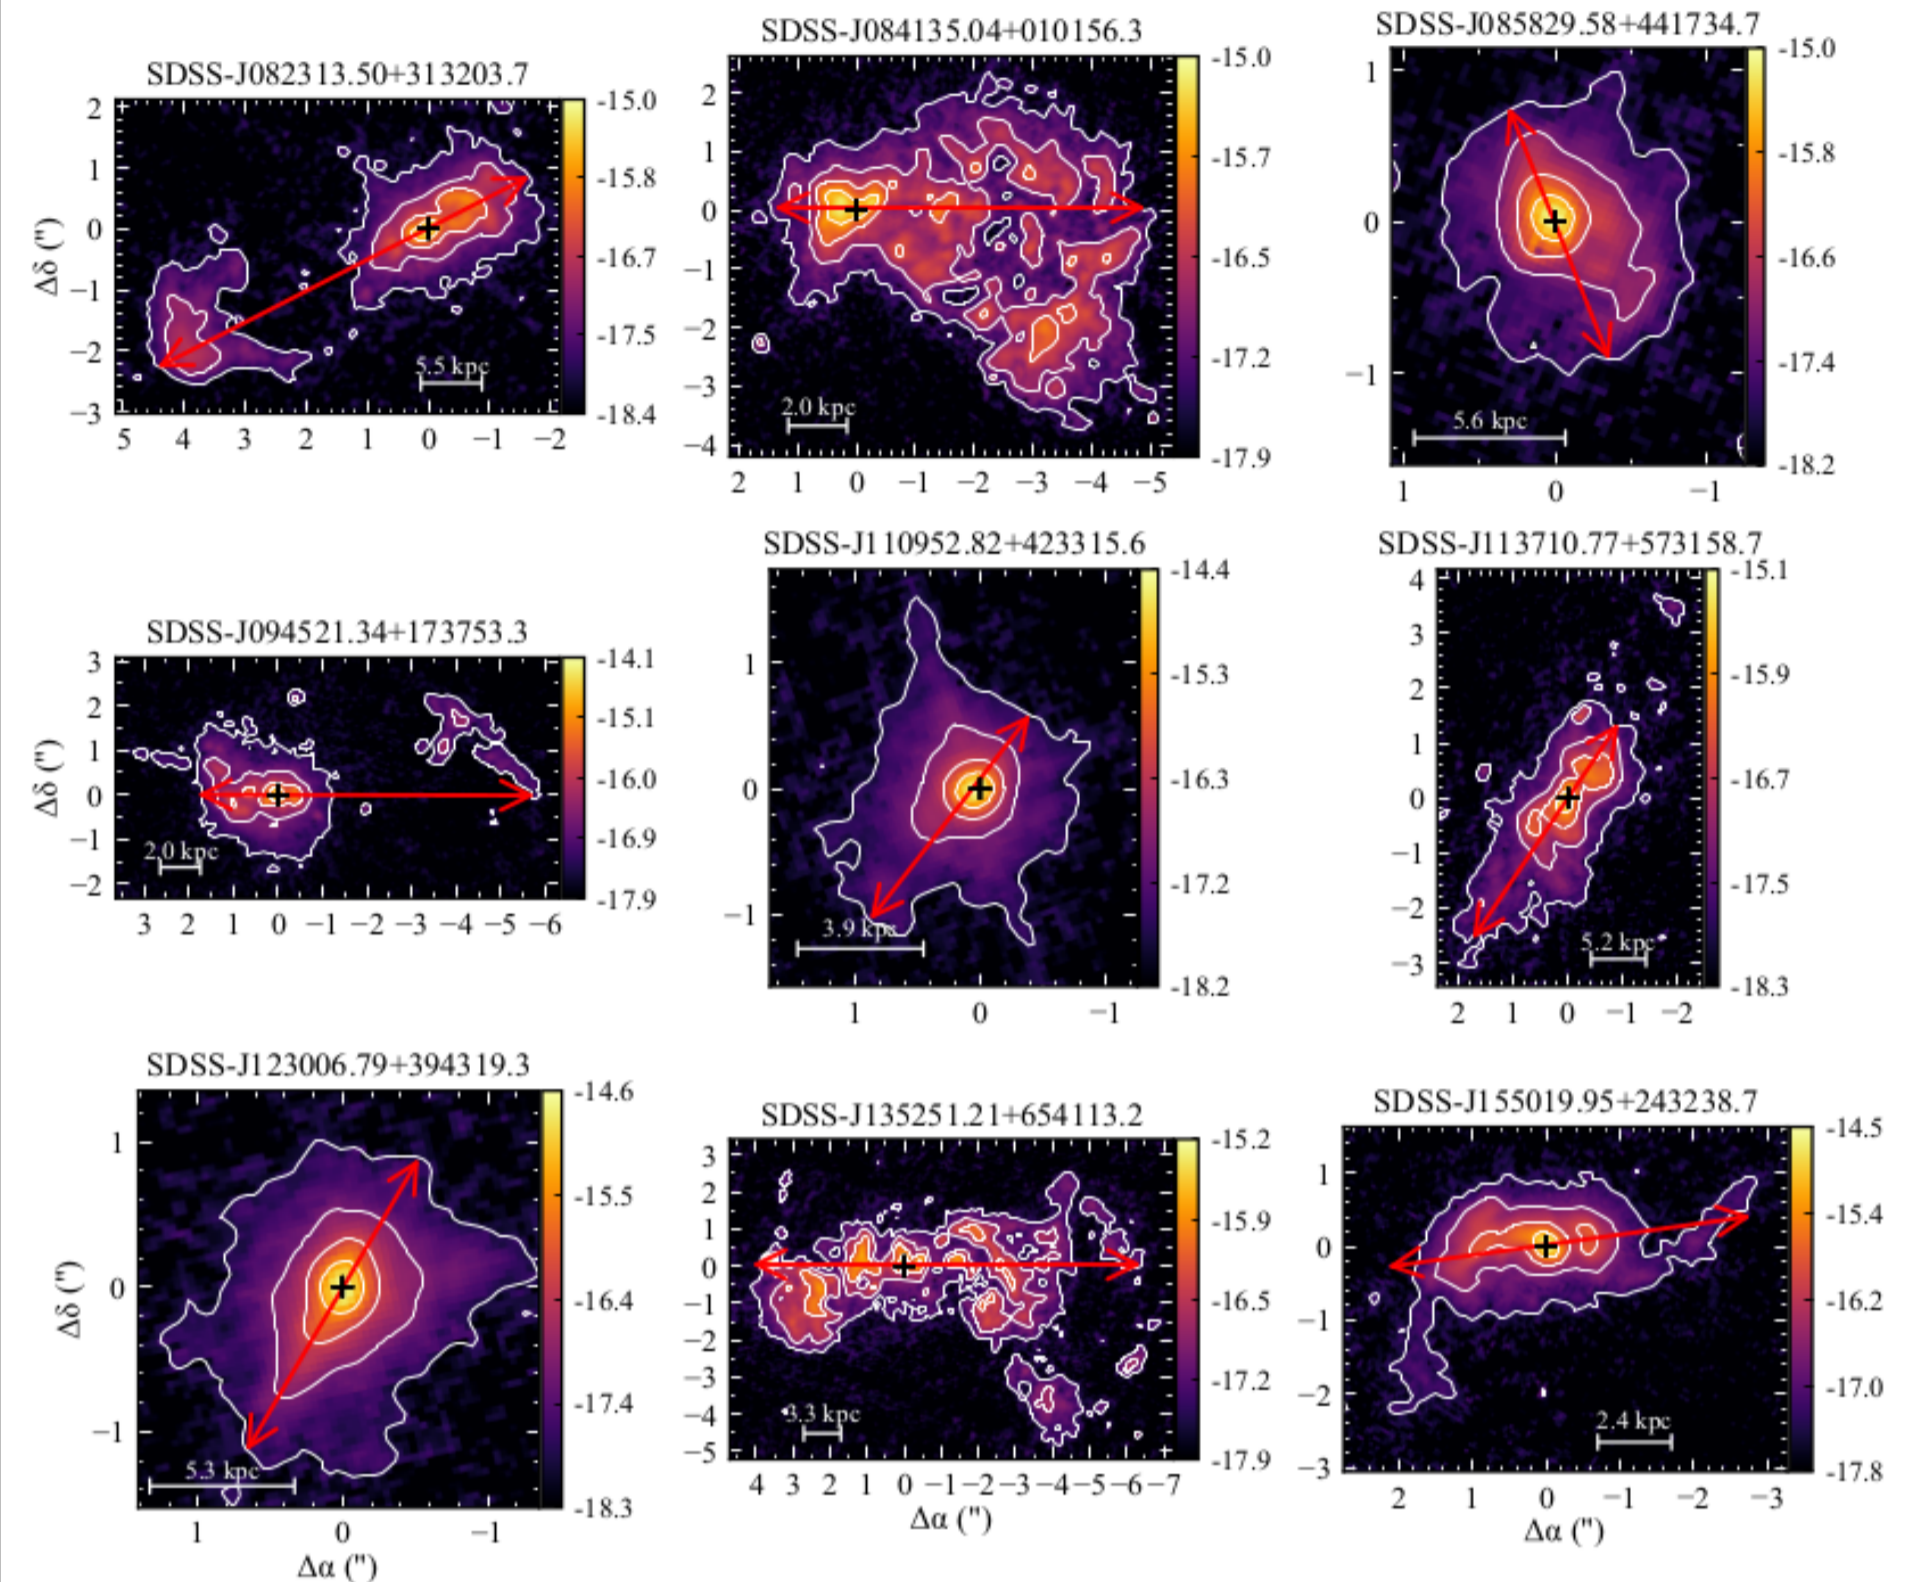 SDSS-J082313.50+313203.7
2
1
0
−1
−2
−3
Δδ (")
5 4 3 2 1 0 −1 −2
5.5 kpc
-15.0
-15.8
-16.7
-17.5
-18.4
SDSS-J084135.04+010156.3
2
1
0
−1
−2
−3
−4
2 1 0 −1 −2 −3 −4 −5
2.0 kpc
-15.0
-15.7
-16.5
-17.2
-17.9
SDSS-J085829.58+441734.7
1
0
−1
1 0 −1
5.6 kpc
-15.0
-15.8
-16.6
-17.4
-18.2
SDSS-J094521.34+173753.3
3
2
1
0
−1
−2
Δδ (")
3 2 1 0 −1 −2 −3 −4 −5 −6
2.0 kpc
-14.1
-15.1
-16.0
-16.9
-17.9
SDSS-J110952.82+423315.6
1
0
−1
1 0 −1
3.9 kpc
-14.4
-15.3
-16.3
-17.2
-18.2
SDSS-J113710.77+573158.7
4
3
2
1
0
−1
−2
−3
2 1 0 −1 −2
5.2 kpc
-15.1
-15.9
-16.7
-17.5
-18.3
SDSS-J123006.79+394319.3
1
0
−1
Δδ (")
1 0 −1
Δα (")
5.3 kpc
-14.6
-15.5
-16.4
-17.4
-18.3
SDSS-J135251.21+654113.2
3
2
1
0
−1
−2
−3
−4
−5
4 3 2 1 0 −1 −2 −3 −4 −5 −6 −7
Δα (")
3.3 kpc
-15.2
-15.9
-16.5
-17.2
-17.9
SDSS-J155019.95+243238.7
1
0
−1
−2
−3
2 1 0 −1 −2 −3
Δα (")
2.4 kpc
-14.5
-15.4
-16.2
-17.0
-17.8